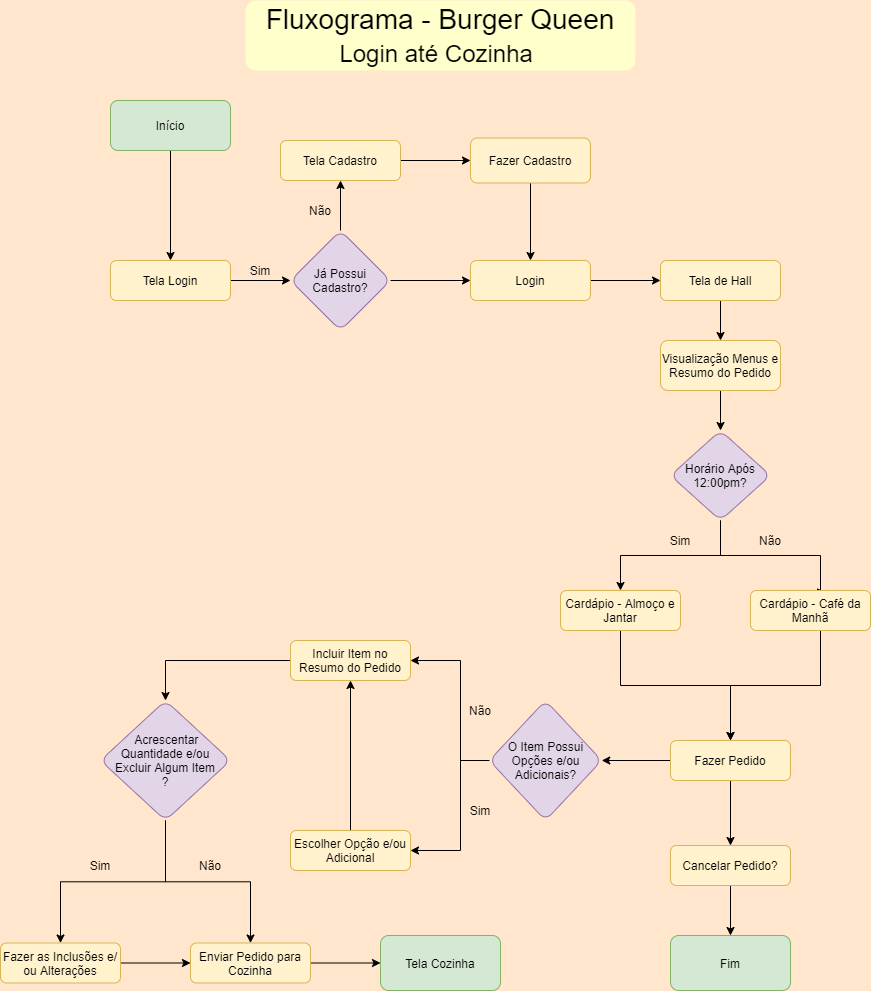 Fluxograma - Burger Queen
Login até Cozinha
Início
Tela Cadastro
Fazer Cadastro
Não
Tela Login
Sim
Já Possui
Cadastro?
Login
Tela de Hall
Visualização Menus e
Resumo do Pedido
Horário Após
12:00pm?
Sim
Não
Cardápio - Almoço e
Jantar
Cardápio - Café da
Manhã
Fazer Pedido
O Item Possui
Opções e/ou
Adicionais?
Não
Sim
Incluir Item no
Resumo do Pedido
Escolher Opção e/ou
Adicional
Acrescentar
Quantidade e/ou
Excluir Algum Item
?
Sim
Não
Fazer as Inclusões e/
ou Alterações
Enviar Pedido para
Cozinha
Tela Cozinha
Cancelar Pedido?
Fim